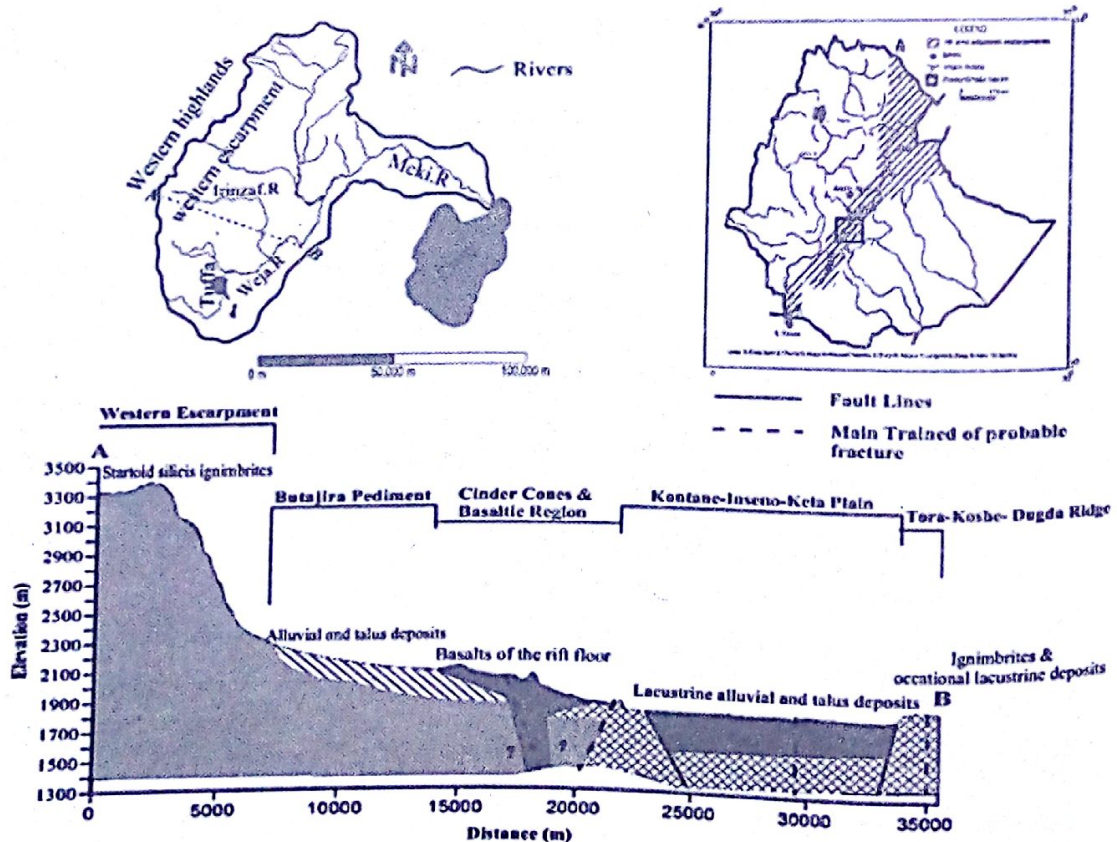 Rivers
Western highlands
western escarpment
Meki.R
Irinzaf.R
Weja.R
Tuffa
B
0 m
50,000 m
100,000 m
LEGEND
A
Fault Lines
Main Trained of probable
fracture
Western Escarpment
A
Startoid silicis ignimbrites
Butajira Pediment
Cinder Cones &
Basaltic Region
Kontane-Inseno-Kela Plain
Tora-Koshe- Dugda Ridge
Alluvial and talus deposits
Basalts of the rift floor
Lacustrine alluvial and talus deposits
Ignimbrites &
occational lacustrine deposits
B
Elevation (m)
3500
3300
3100
2900
2700
2500
2300
2100
1900
1700
1500
1300
?
?
0
5000
10000
15000
20000
25000
30000
35000
Distance (m)